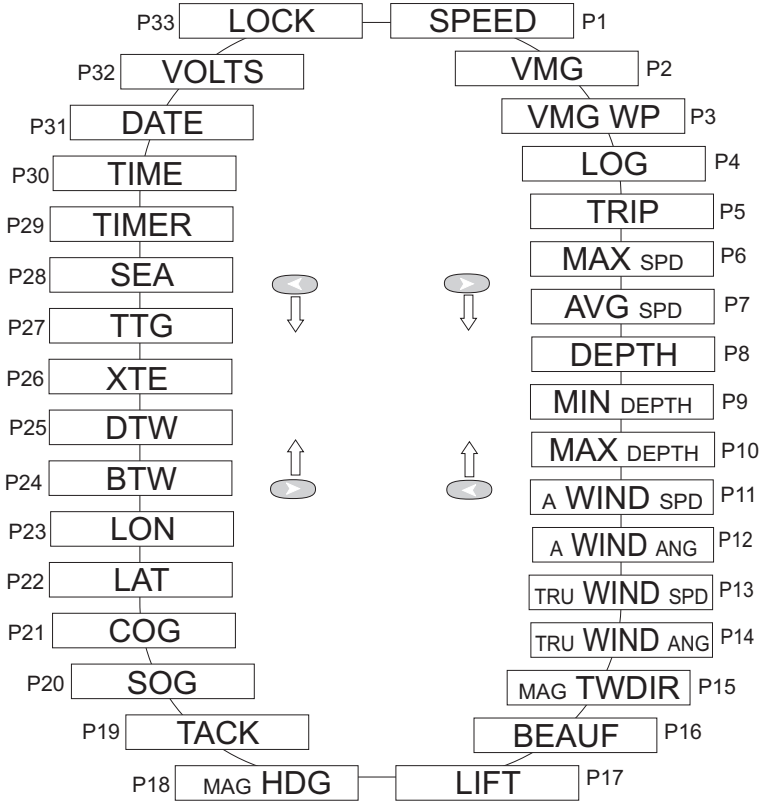 P33 LOCK SPEED P1
P32 VOLTS VMG P2
P31 DATE VMG WP P3
P30 TIME LOG P4
P29 TIMER TRIP P5
P28 SEA MAX SPD P6
P27 TTG AVG SPD P7
P26 XTE DEPTH P8
P25 DTW MIN DEPTH P9
P24 BTW MAX DEPTH P10
P23 LON A WIND SPD P11
P22 LAT A WIND ANG P12
P21 COG TRU WIND SPD P13
P20 SOG TRU WIND ANG P14
P19 TACK MAG TWDIR P15
BEAUF P16
P18 MAG HDG LIFT P17